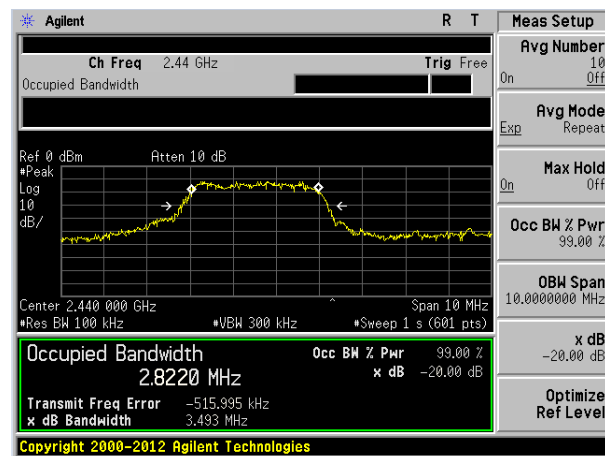 Agilent R T Meas Setup
Ch Freq 2.44 GHz Trig Free
Occupied Bandwidth
Ref 0 dBm Atten 10 dB
#Peak
Log
10
dB/
Center 2.440 000 GHz Span 10 MHz
#Res BW 100 kHz #VBW 300 kHz #Sweep 1 s (601 pts)
Occupied Bandwidth Occ BW % Pwr 99.00 %
2.8220 MHz x dB -20.00 dB
Transmit Freq Error -515.995 kHz
x dB Bandwidth 3.493 MHz
Avg Number
10
On Off
Avg Mode
Exp Repeat
Max Hold
On Off
Occ BW % Pwr
99.00 %
OBW Span
10.0000000 MHz
x dB
-20.00 dB
Optimize
Ref Level
Copyright 2000-2012 Agilent Technologies